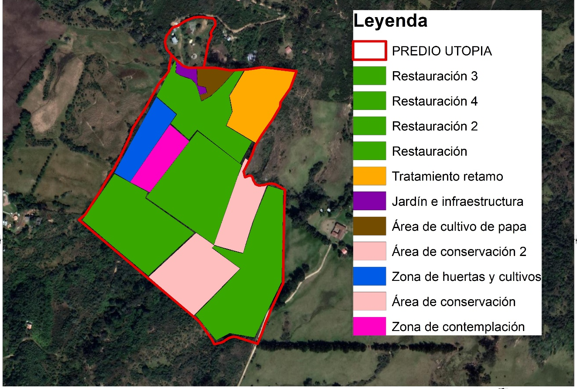 Leyenda
PREDIO UTOPIA
Restauración 3
Restauración 4
Restauración 2
Restauración
Tratamiento retamo
Jardín e infraestructura
Área de cultivo de papa
Área de conservación 2
Zona de huertas y cultivos
Área de conservación
Zona de contemplación